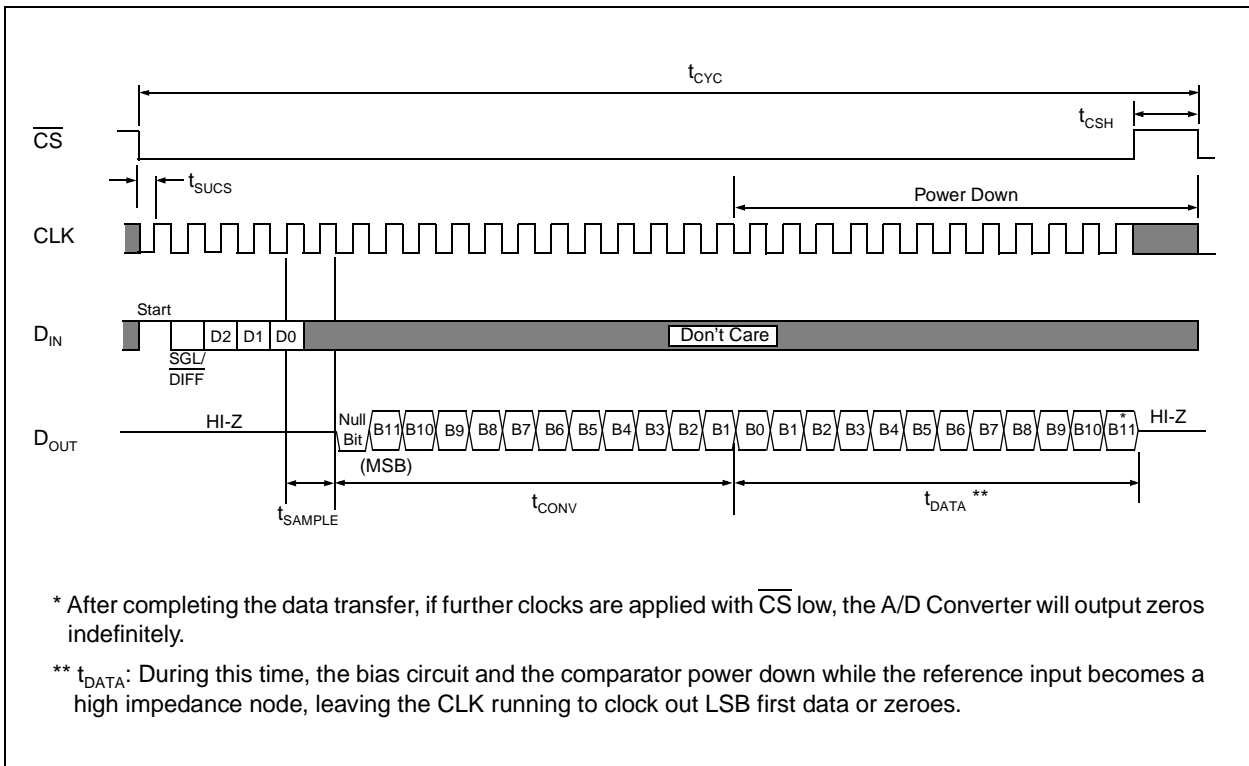 tCYC
tCSH
CS
tSUCS
Power Down
CLK
Start
DIN
D2 D1 D0
Don't Care
SGL/
DIFF
HI-Z
Null
Bit
B11 B10 B9 B8 B7 B6 B5 B4 B3 B2 B1 B0 B1 B2 B3 B4 B5 B6 B7 B8 B9 B10 B11
*
HI-Z
DOUT
(MSB)
tSAMPLE
tCONV
tDATA **
* After completing the data transfer, if further clocks are applied with CS low, the A/D Converter will output zeros
indefinitely.
** tDATA: During this time, the bias circuit and the comparator power down while the reference input becomes a
high impedance node, leaving the CLK running to clock out LSB first data or zeroes.